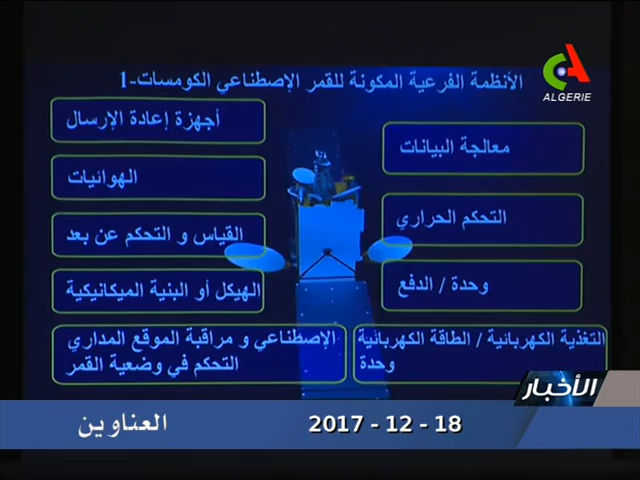 ALGERIE
الأنظمة الفرعية المكونة للقمر الإصطناعي الكومسات-1
معالجة البيانات
التحكم الحراري
وحدة / الدفع
التغذية الكهربائية / الطاقة الكهربائية
وحدة
أجهزة إعادة الإرسال
الهوائيات
القياس و التحكم عن بعد
الهيكل أو البنية الميكانيكية
الإصطناعي و مراقبة الموقع المداري
التحكم في وضعية القمر
الأخبار
العناوين
2017 - 12 - 18